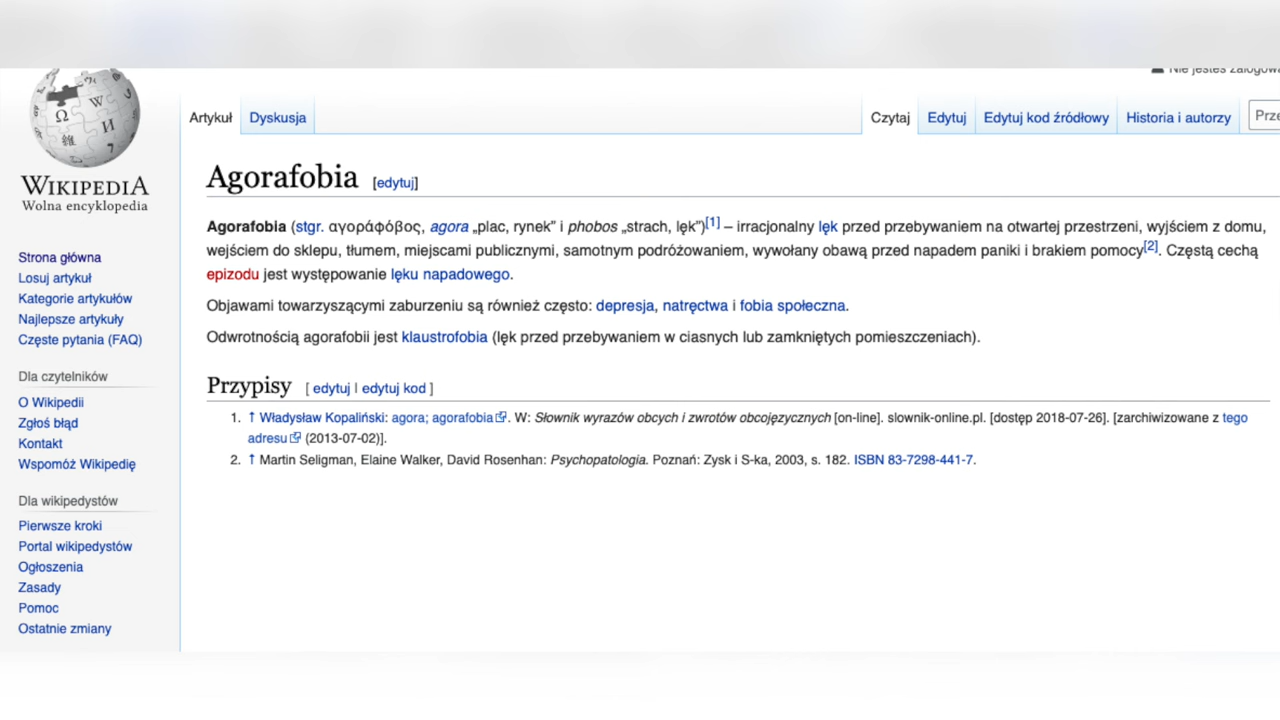 Nie jesteś
Artykuł Dyskusja Czytaj Edytuj Edytuj kod źródłowy Historia i autorzy
WIKIPEDIA
Wolna encyklopedia
Strona główna
Losuj artykuł
Kategorie artykułów
Najlepsze artykuły
Częste pytania (FAQ)
Dla czytelników
O Wikipedii
Zgłoś błąd
Kontakt
Wspomóż Wikipedię
Dla wikipedystów
Pierwsze kroki
Portal wikipedystów
Ogłoszenia
Zasady
Pomoc
Ostatnie zmiany
Agorafobia [edytuj]
Agorafobia (stgr. αγοράφόβος, agora „plac, rynek” i phobos „strach, lęk”)[1] – irracjonalny lęk przed przebywaniem na otwartej przestrzeni, wyjściem z domu,
wejściem do sklepu, tłumem, miejscami publicznymi, samotnym podróżowaniem, wywołany obawą przed napadem paniki i brakiem pomocy[2]. Częstą cechą
epizodu jest występowanie lęku napadowego.
Objawami towarzyszącymi zaburzeniu są również często: depresja, natręctwa i fobia społeczna.
Odwrotnością agorafobii jest klaustrofobia (lęk przed przebywaniem w ciasnych lub zamkniętych pomieszczeniach).
Przypisy [ edytuj | edytuj kod ]
1. ↑ Władysław Kopaliński: agora; agorafobia. W: Słownik wyrazów obcych i zwrotów obcojęzycznych [on-line]. slownik-online.pl. [dostęp 2018-07-26]. [zarchiwizowane z tego
adresu (2013-07-02)].
2. ↑ Martin Seligman, Elaine Walker, David Rosenhan: Psychopatologia. Poznań: Zysk i S-ka, 2003, s. 182. ISBN 83-7298-441-7.